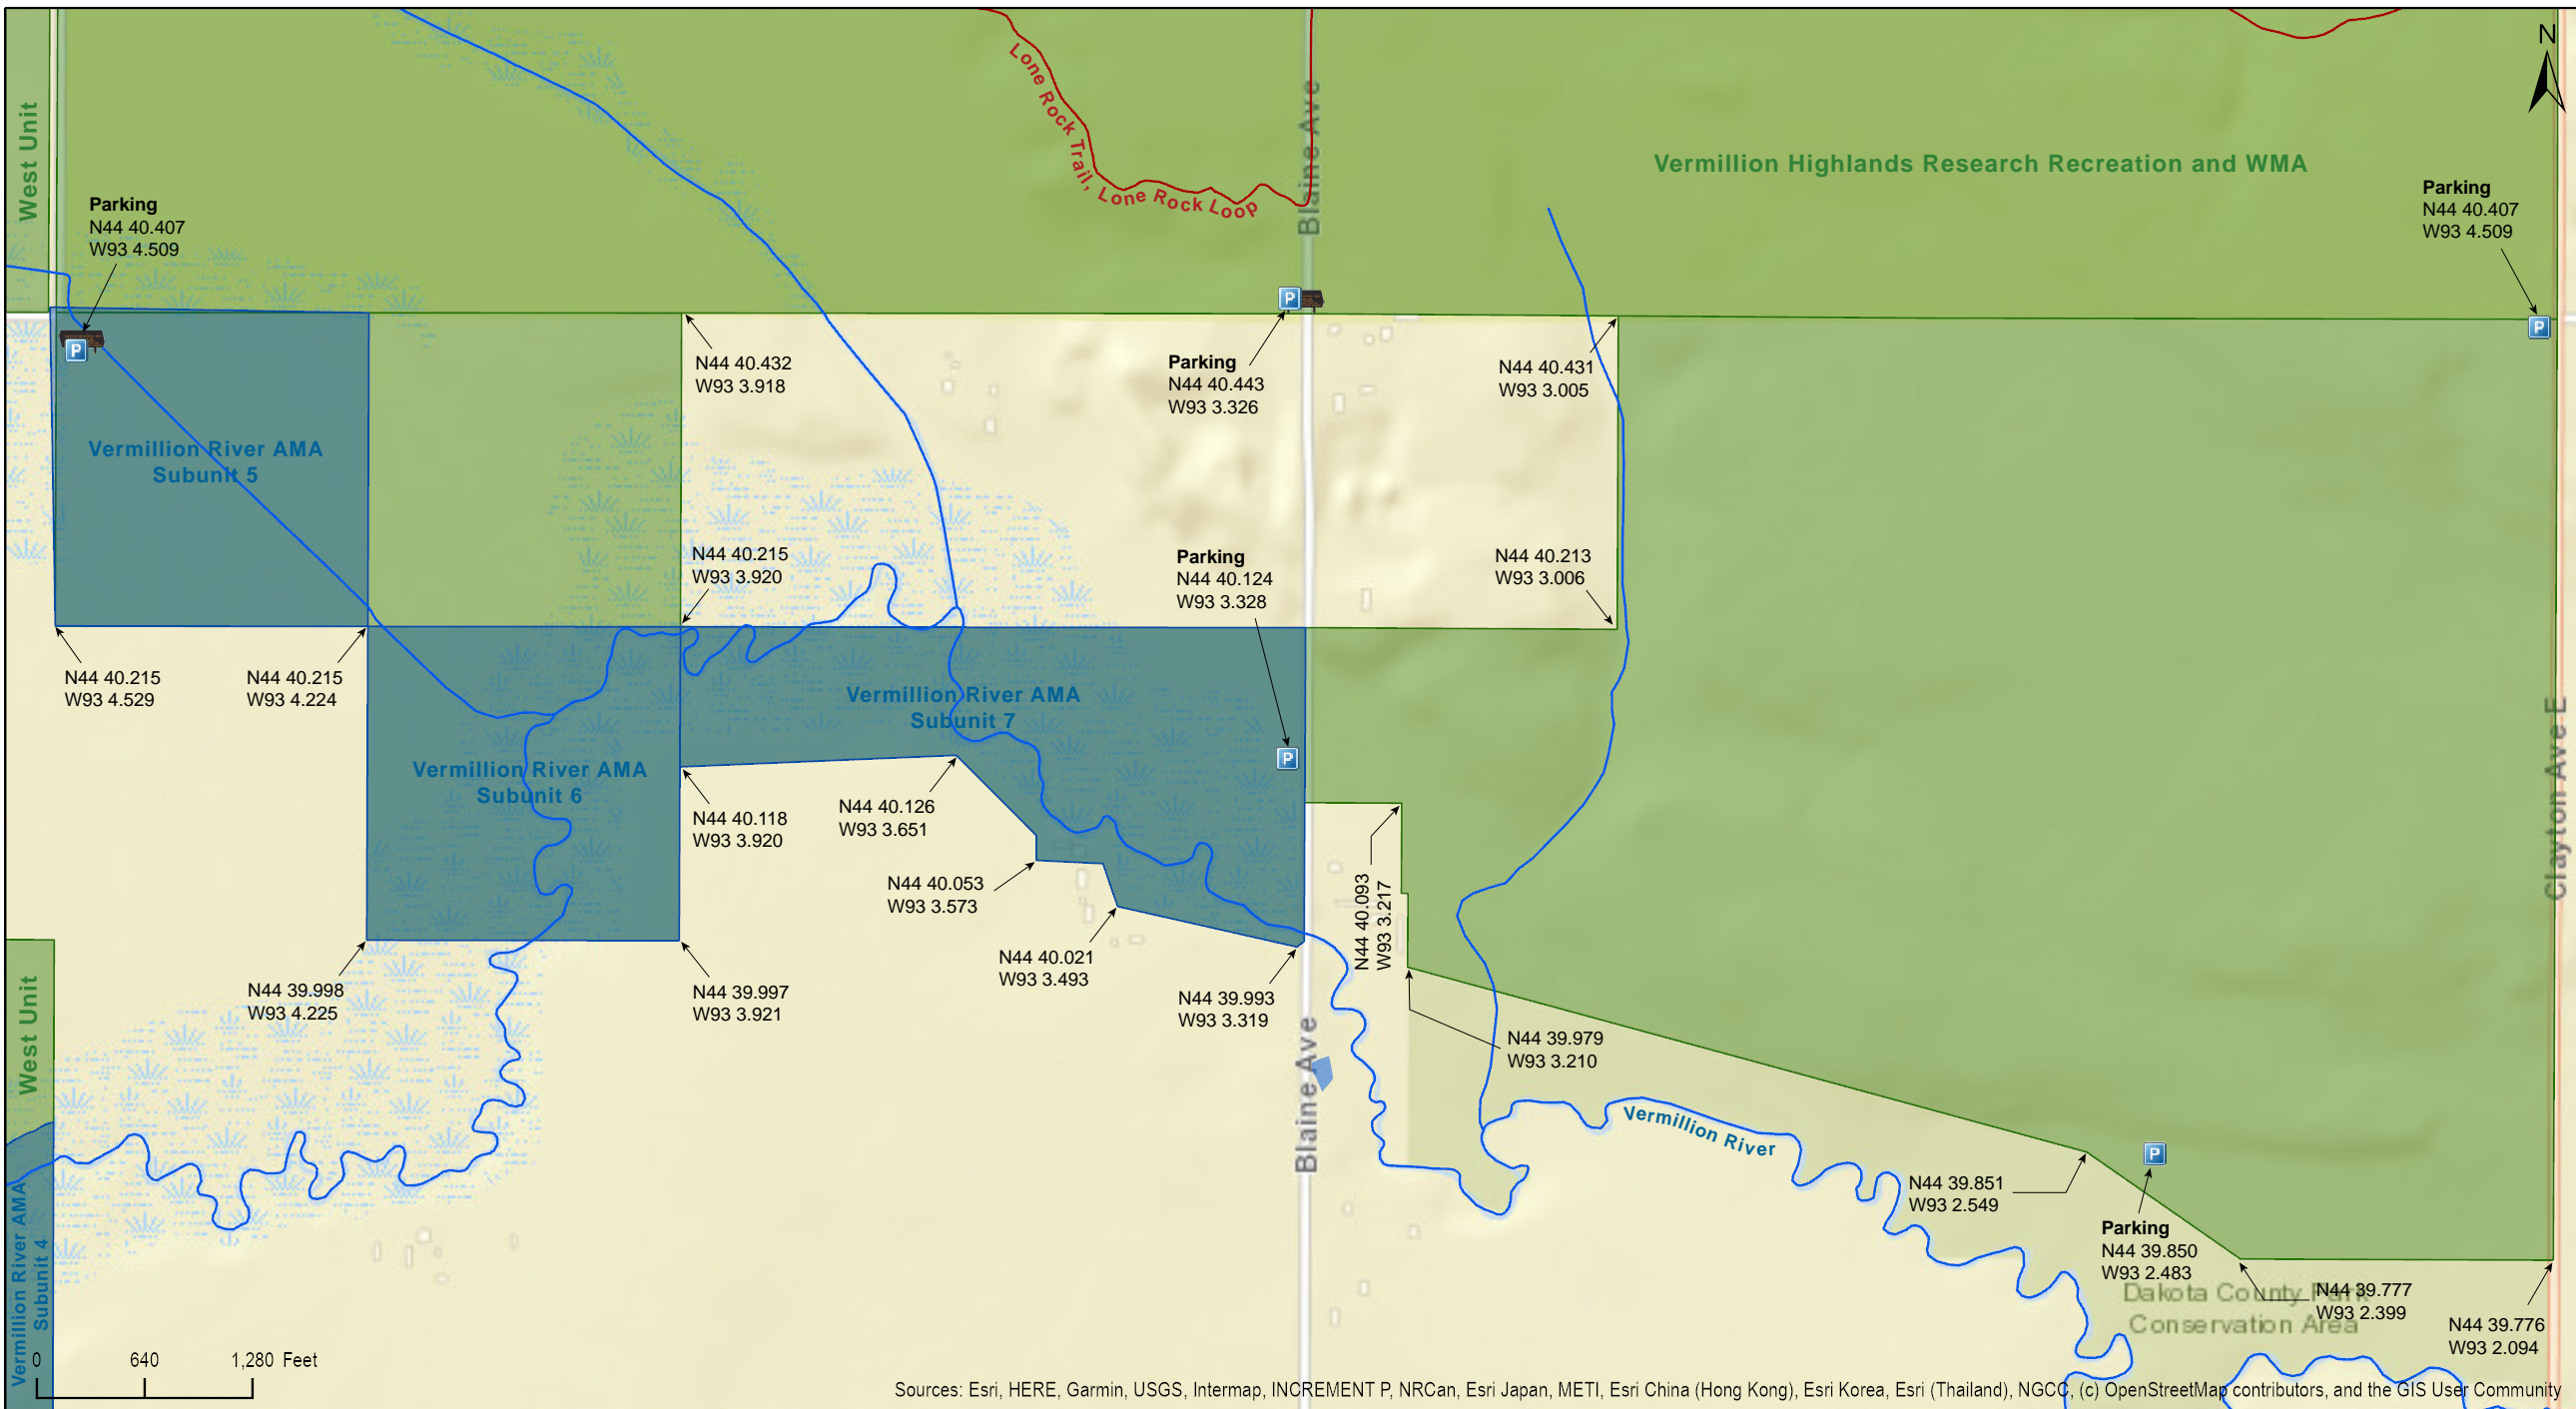 N
West Unit
Lone Rock Trail, Lone Rock Loop
Blaine Ave
Vermillion Highlands Research Recreation and WMA
Parking
N44 40.407
W93 4.509
Parking
N44 40.407
W93 4.509
P
P
P
N44 40.432
W93 3.918
Parking
N44 40.443
W93 3.326
N44 40.431
W93 3.005
Vermillion River AMA
Subunit 5
N44 40.215
W93 3.920
Parking
N44 40.124
W93 3.328
N44 40.213
W93 3.006
N44 40.215
W93 4.529
N44 40.215
W93 4.224
Vermillion River AMA
Subunit 7
P
Vermillion River AMA
Subunit 6
N44 40.118
W93 3.920
N44 40.126
W93 3.651
Clayton Ave E
N44 40.053
W93 3.573
N44 40.093
W93 3.217
N44 40.021
W93 3.493
N44 39.998
W93 4.225
N44 39.997
W93 3.921
N44 39.993
W93 3.319
West Unit
N44 39.979
W93 3.210
Blaine Ave
Vermillion River
P
N44 39.851
W93 2.549
Parking
N44 39.850
W93 2.483
Vermillion River AMA
Subunit 4
Dakota County Park
Conservation Area
N44 39.777
W93 2.399
N44 39.776
W93 2.094
0 640 1,280 Feet
Sources: Esri, HERE, Garmin, USGS, Intermap, INCREMENT P, NRCan, Esri Japan, METI, Esri China (Hong Kong), Esri Korea, Esri (Thailand), NGCC, (c) OpenStreetMap contributors, and the GIS User Community